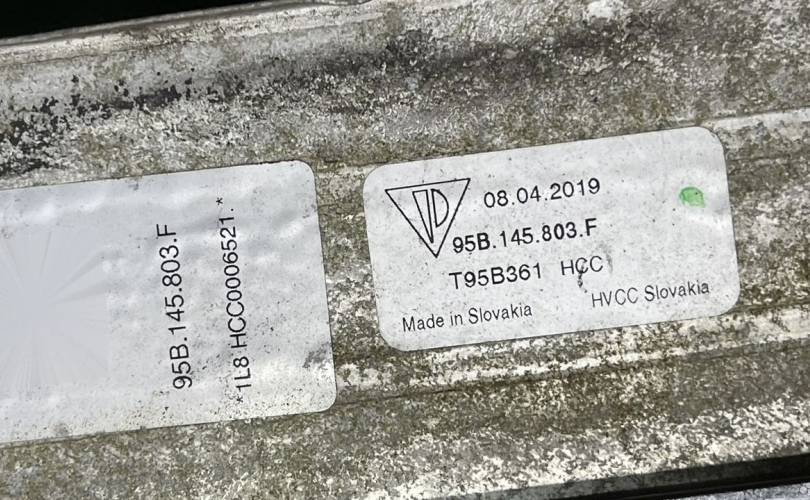 95B.145.803.F
*1L8 HCC0006521.*
08.04.2019
95B.145.803.F
T95B361 HCC
Made in Slovakia HVCC Slovakia